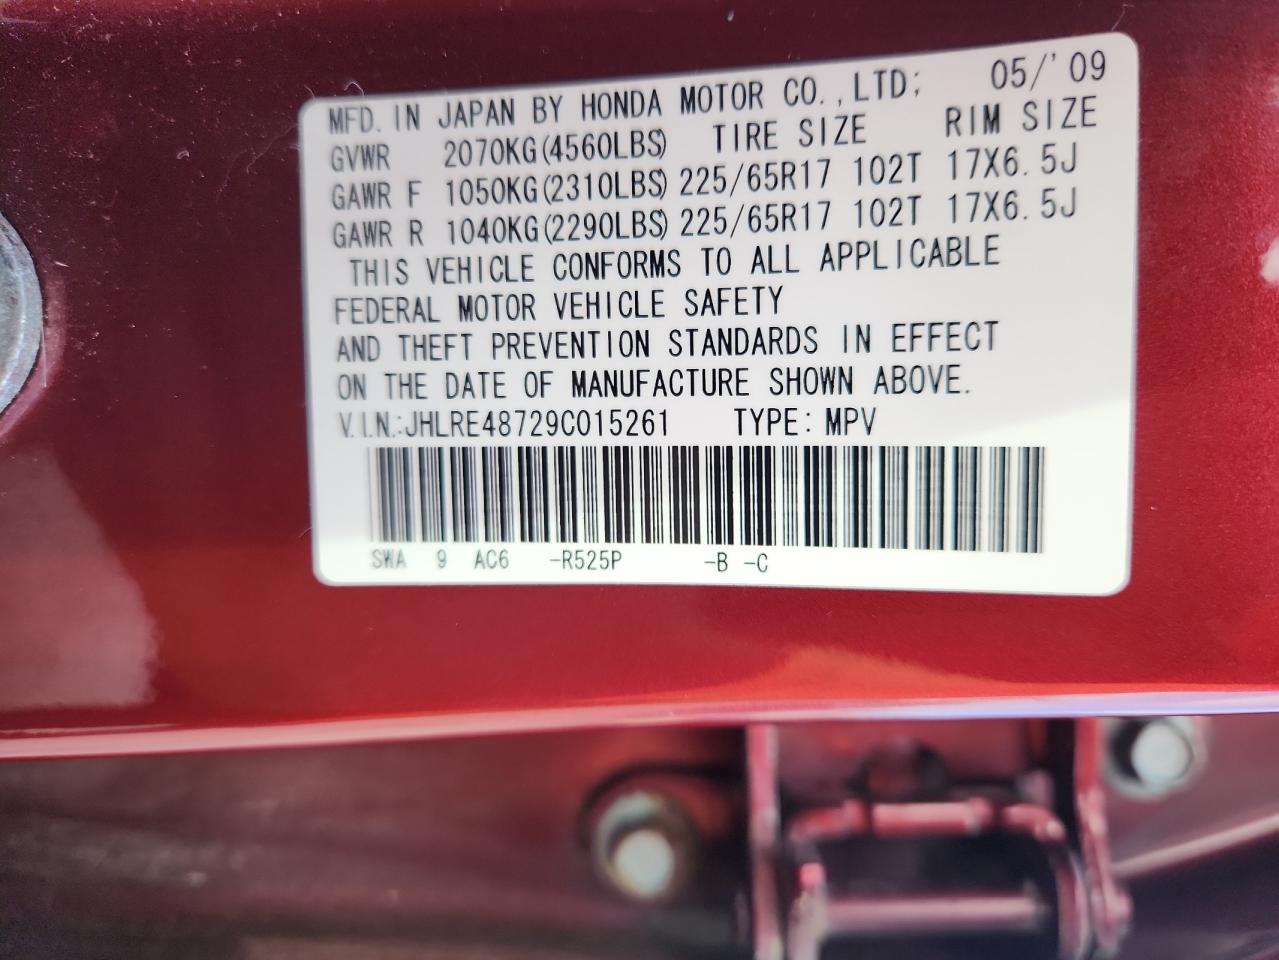 MFD. IN JAPAN BY HONDA MOTOR CO., LTD; 05/'09
GVWR 2070KG(4560LBS) TIRE SIZE RIM SIZE
GAWR F 1050KG(2310LBS) 225/65R17 102T 17X6.5J
GAWR R 1040KG(2290LBS) 225/65R17 102T 17X6.5J
THIS VEHICLE CONFORMS TO ALL APPLICABLE
FEDERAL MOTOR VEHICLE SAFETY
AND THEFT PREVENTION STANDARDS IN EFFECT
ON THE DATE OF MANUFACTURE SHOWN ABOVE.
V.I.N.:JHLRE48729C015261 TYPE: MPV
SWA 9 AC6 -R525P -B -C